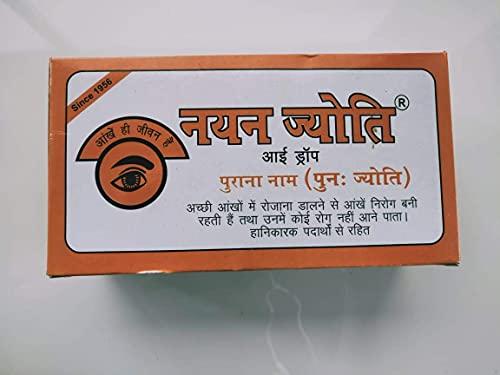 Since 1956
आंखें ही जीवन हैं
नयन ज्योति®
आई ड्रॉप
पुराना नाम (पुनः ज्योति)
अच्छी आंखों में रोजाना डालने से आंखें निरोग बनी
रहती हैं तथा उनमें कोई रोग नहीं आने पाता।
हानिकारक पदार्थों से रहित